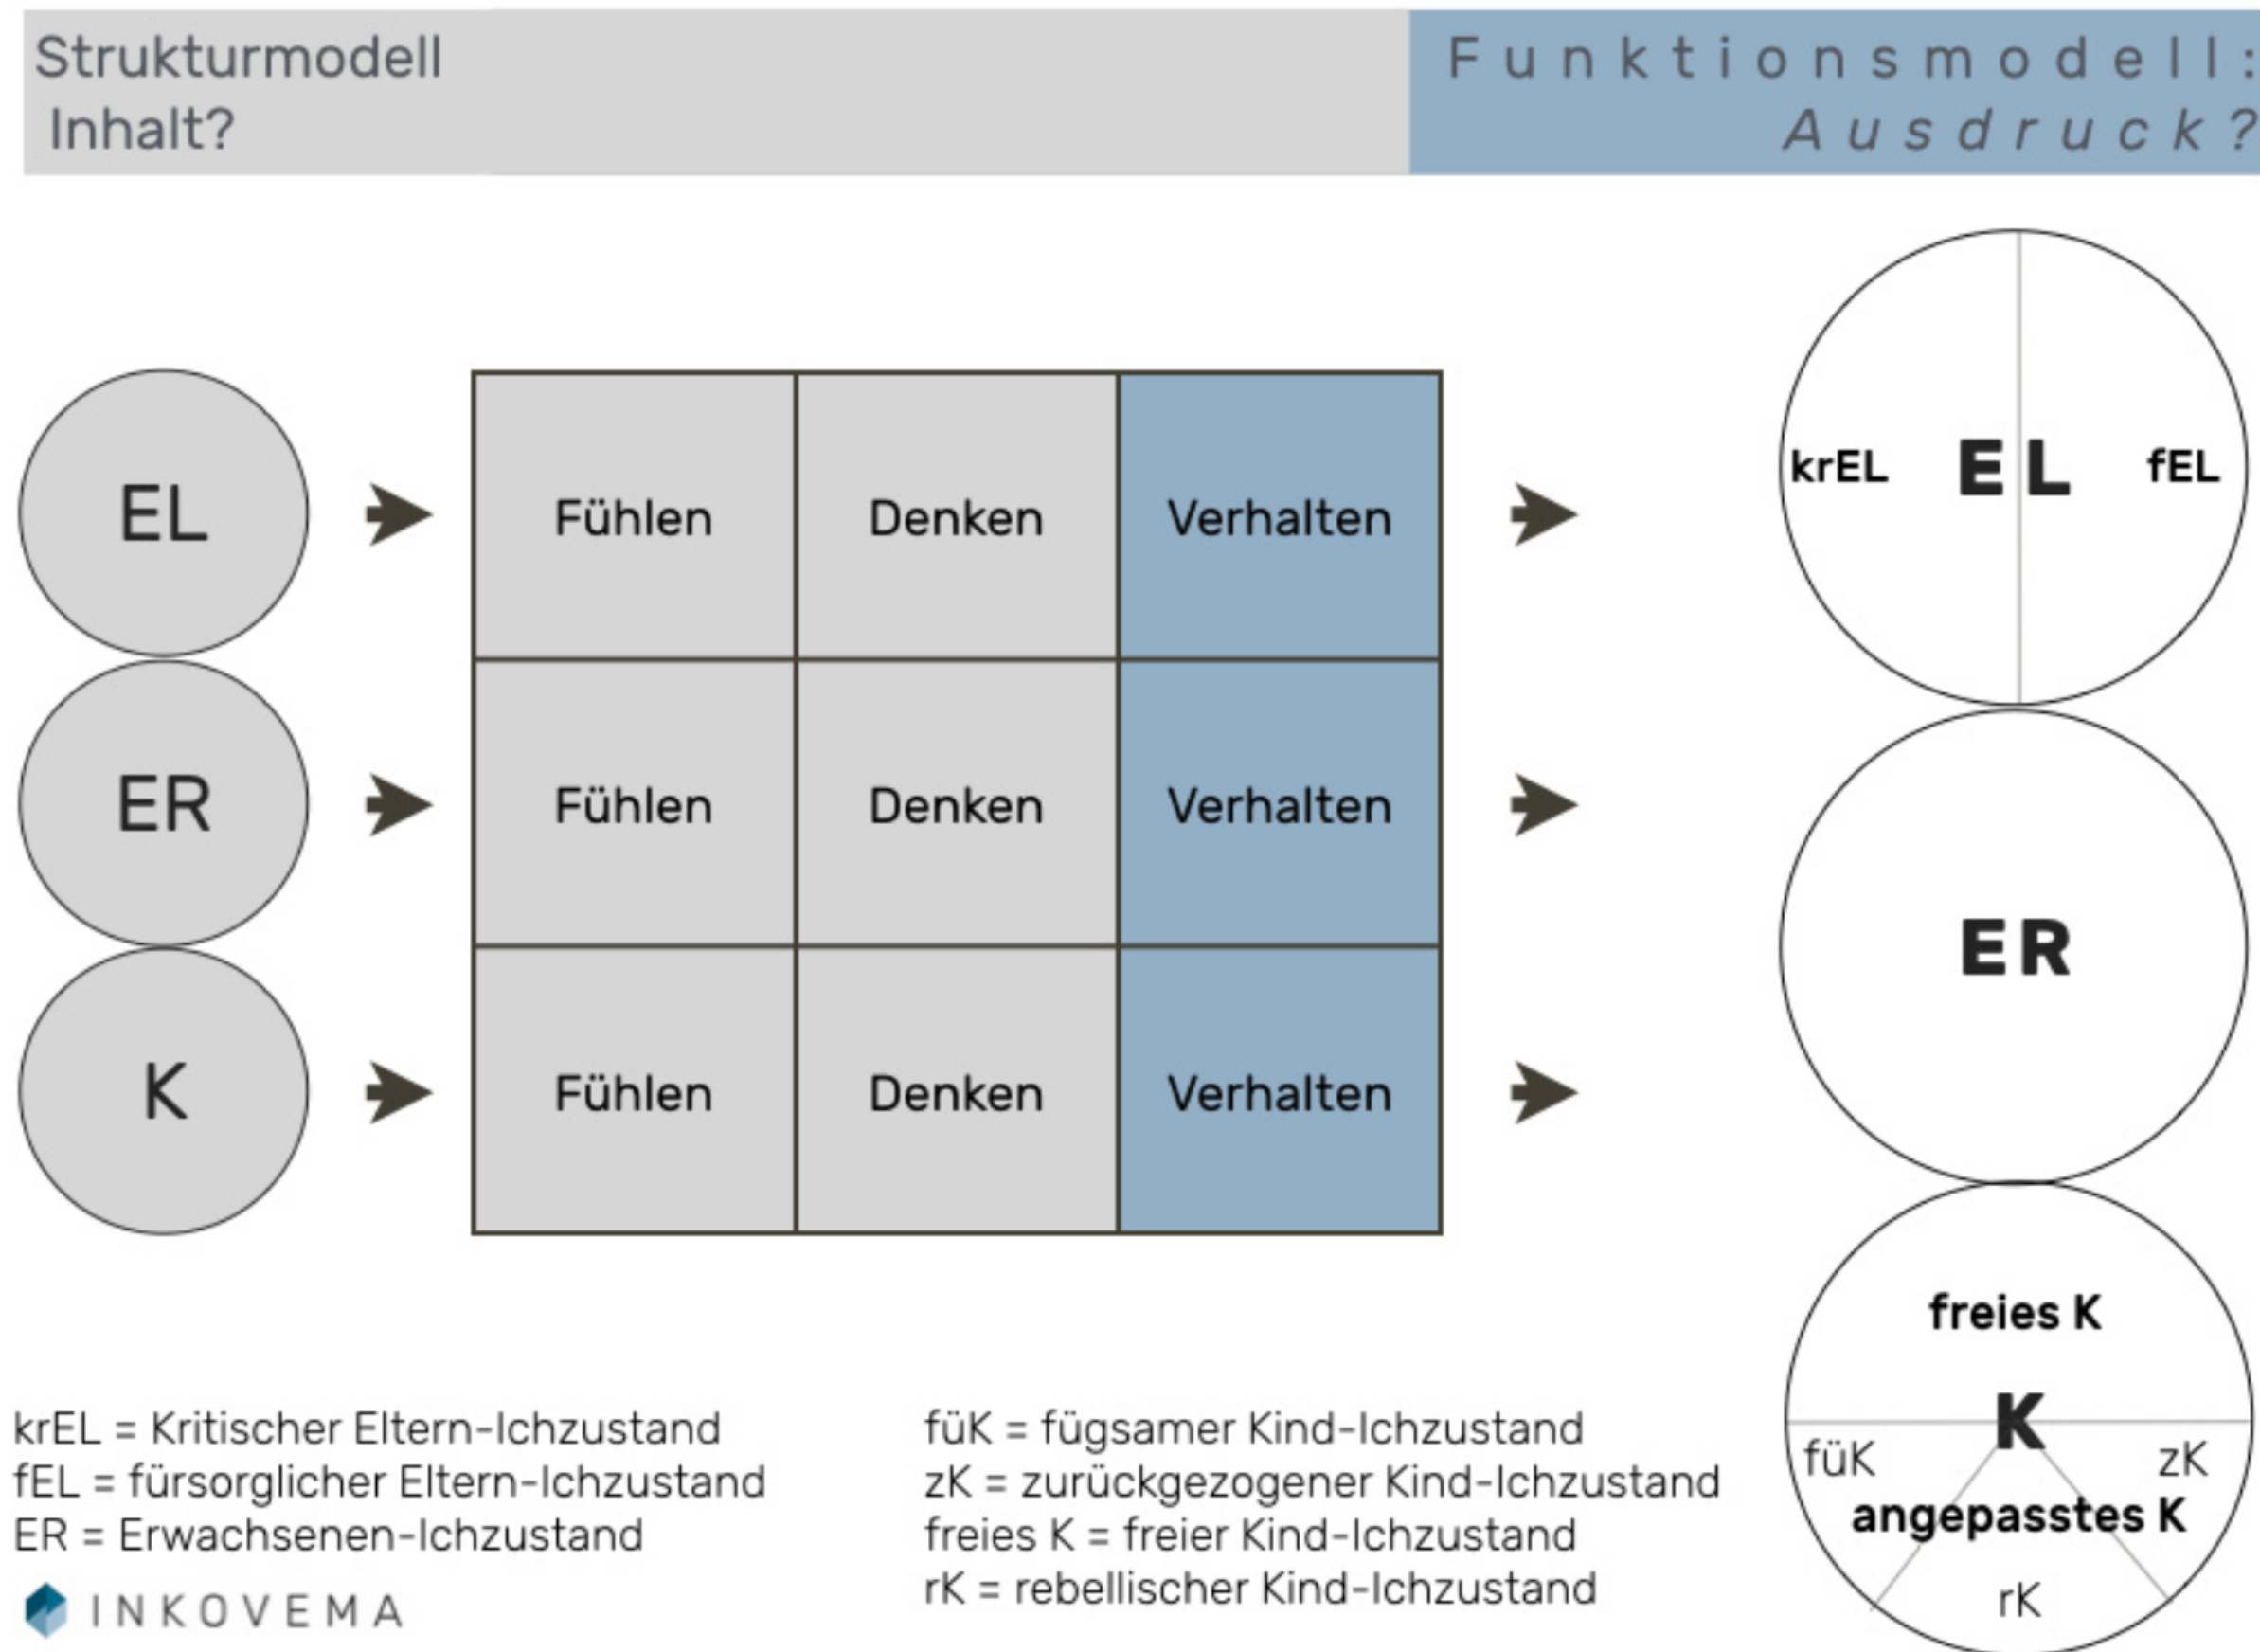 Strukturmodell
Inhalt?
Funktionsmodell:
Ausdruck?
EL
Fühlen
Denken
Verhalten
krEL
EL
fEL
ER
Fühlen
Denken
Verhalten
ER
K
Fühlen
Denken
Verhalten
freies K
K
füK
zK
angepasstes K
rK
krEL = Kritischer Eltern-Ichzustand
fEL = fürsorglicher Eltern-Ichzustand
ER = Erwachsenen-Ichzustand
füK = fügsamer Kind-Ichzustand
zK = zurückgezogener Kind-Ichzustand
freies K = freier Kind-Ichzustand
rK = rebellischer Kind-Ichzustand
INKOVEMA